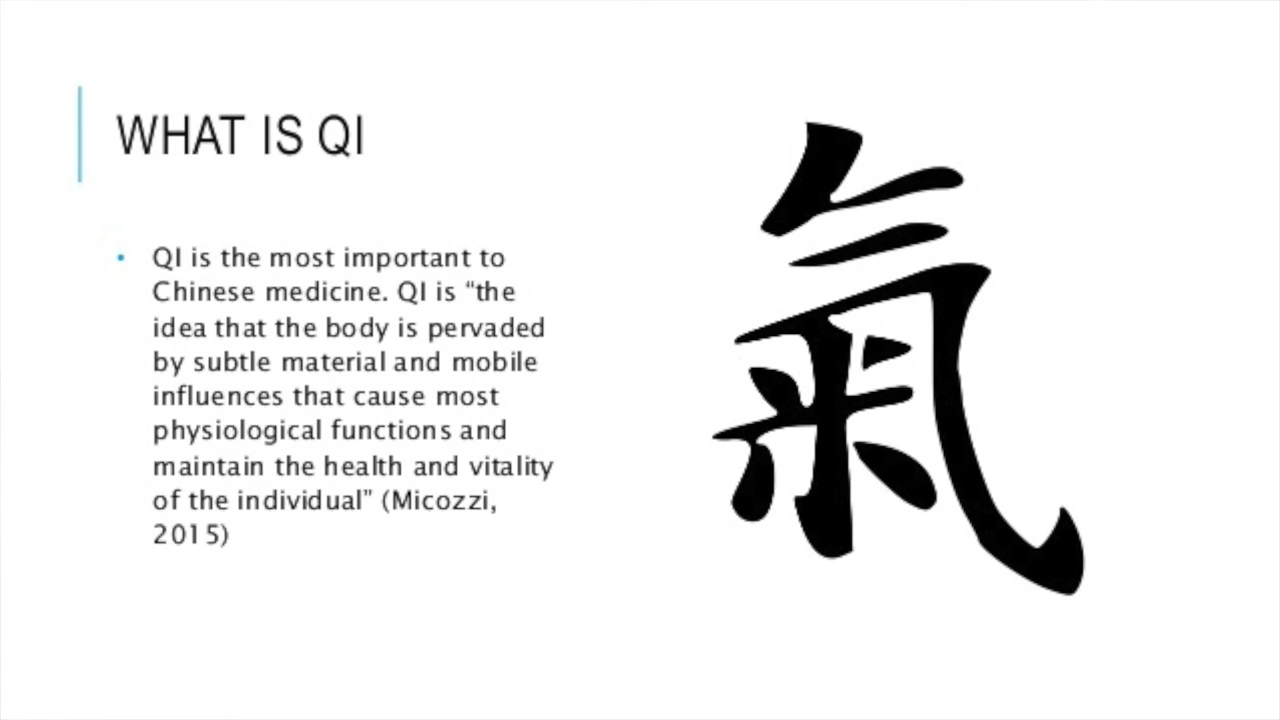 WHAT IS QI
• QI is the most important to
Chinese medicine. QI is “the
idea that the body is pervaded
by subtle material and mobile
influences that cause most
physiological functions and
maintain the health and vitality
of the individual” (Micozzi,
2015)
氣